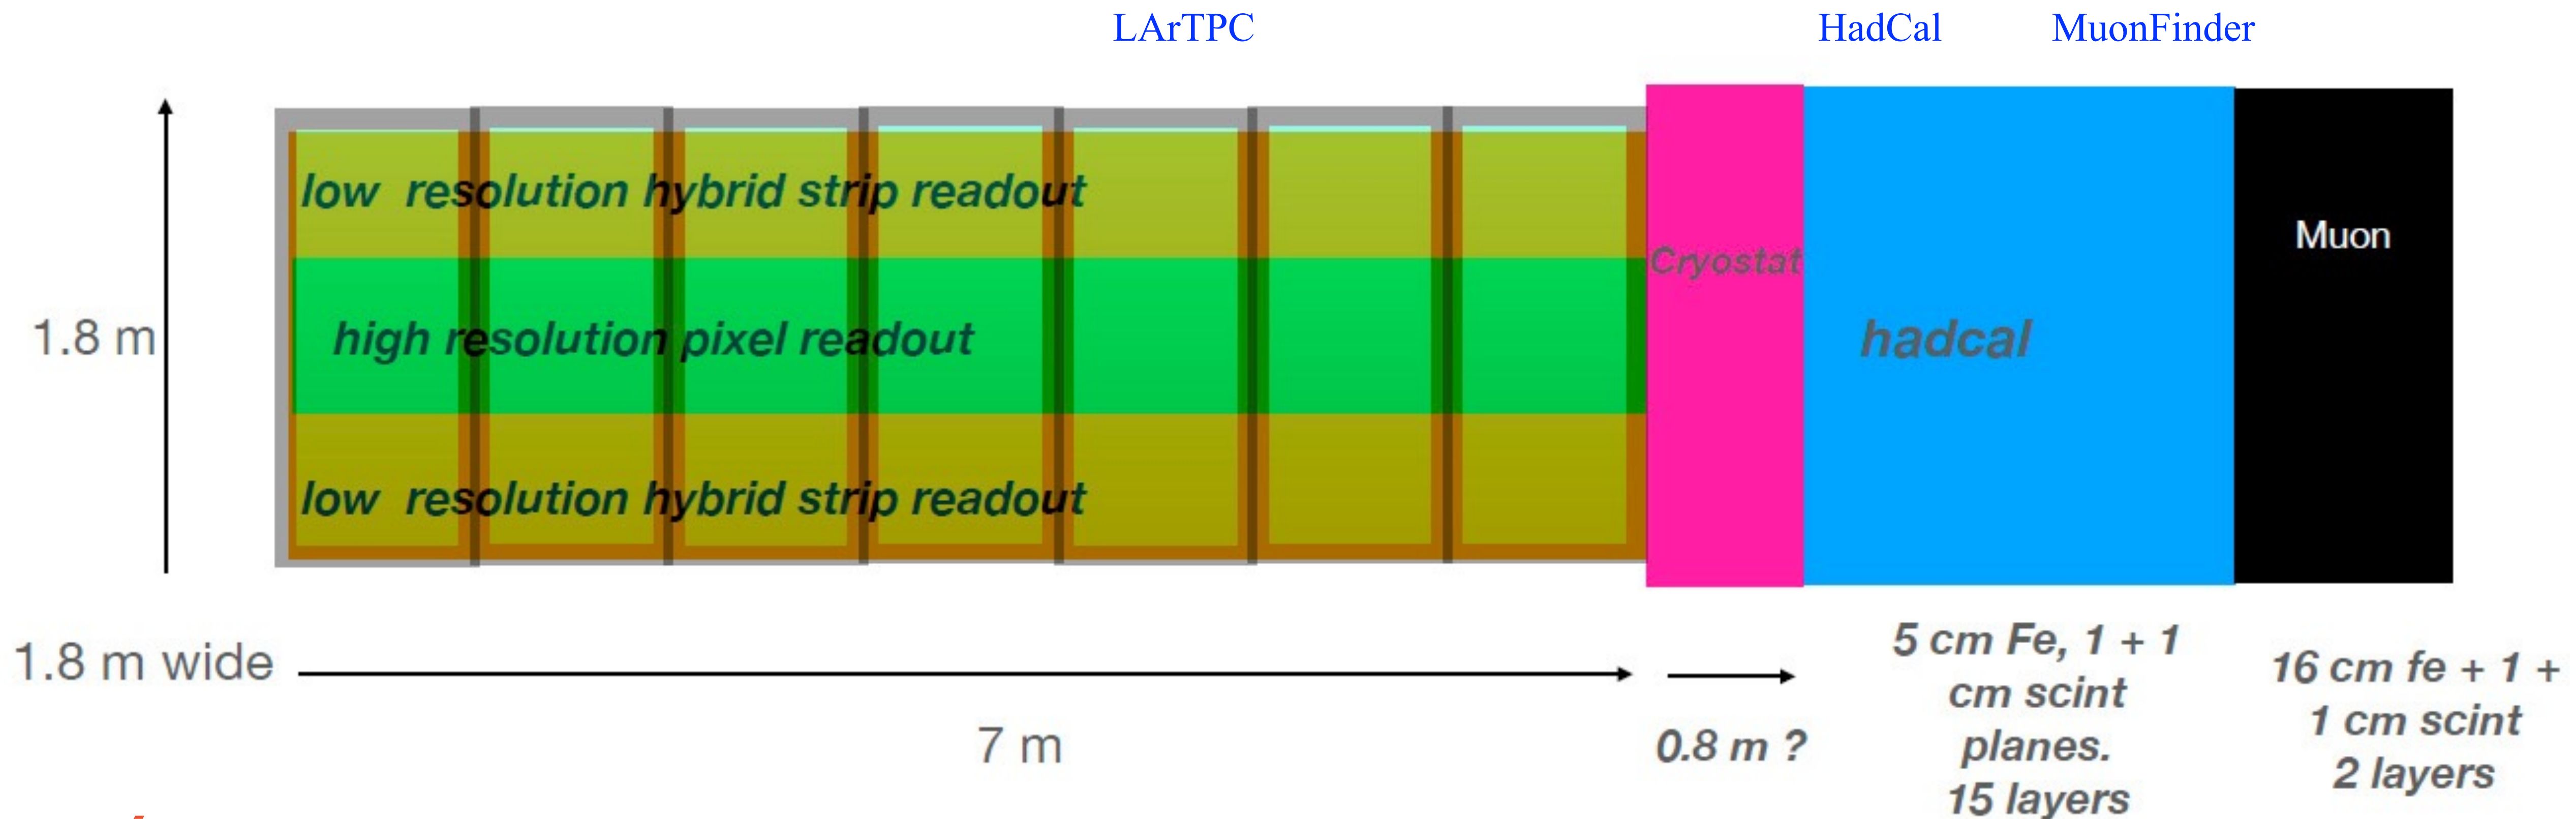 LArTPC
HadCal
MuonFinder
low resolution hybrid strip readout
Cryostat
Muon
1.8 m
high resolution pixel readout
hadcal
low resolution hybrid strip readout
1.8 m wide
7 m
0.8 m ?
5 cm Fe, 1 + 1
cm scint
planes.
15 layers
16 cm fe + 1 +
1 cm scint
2 layers